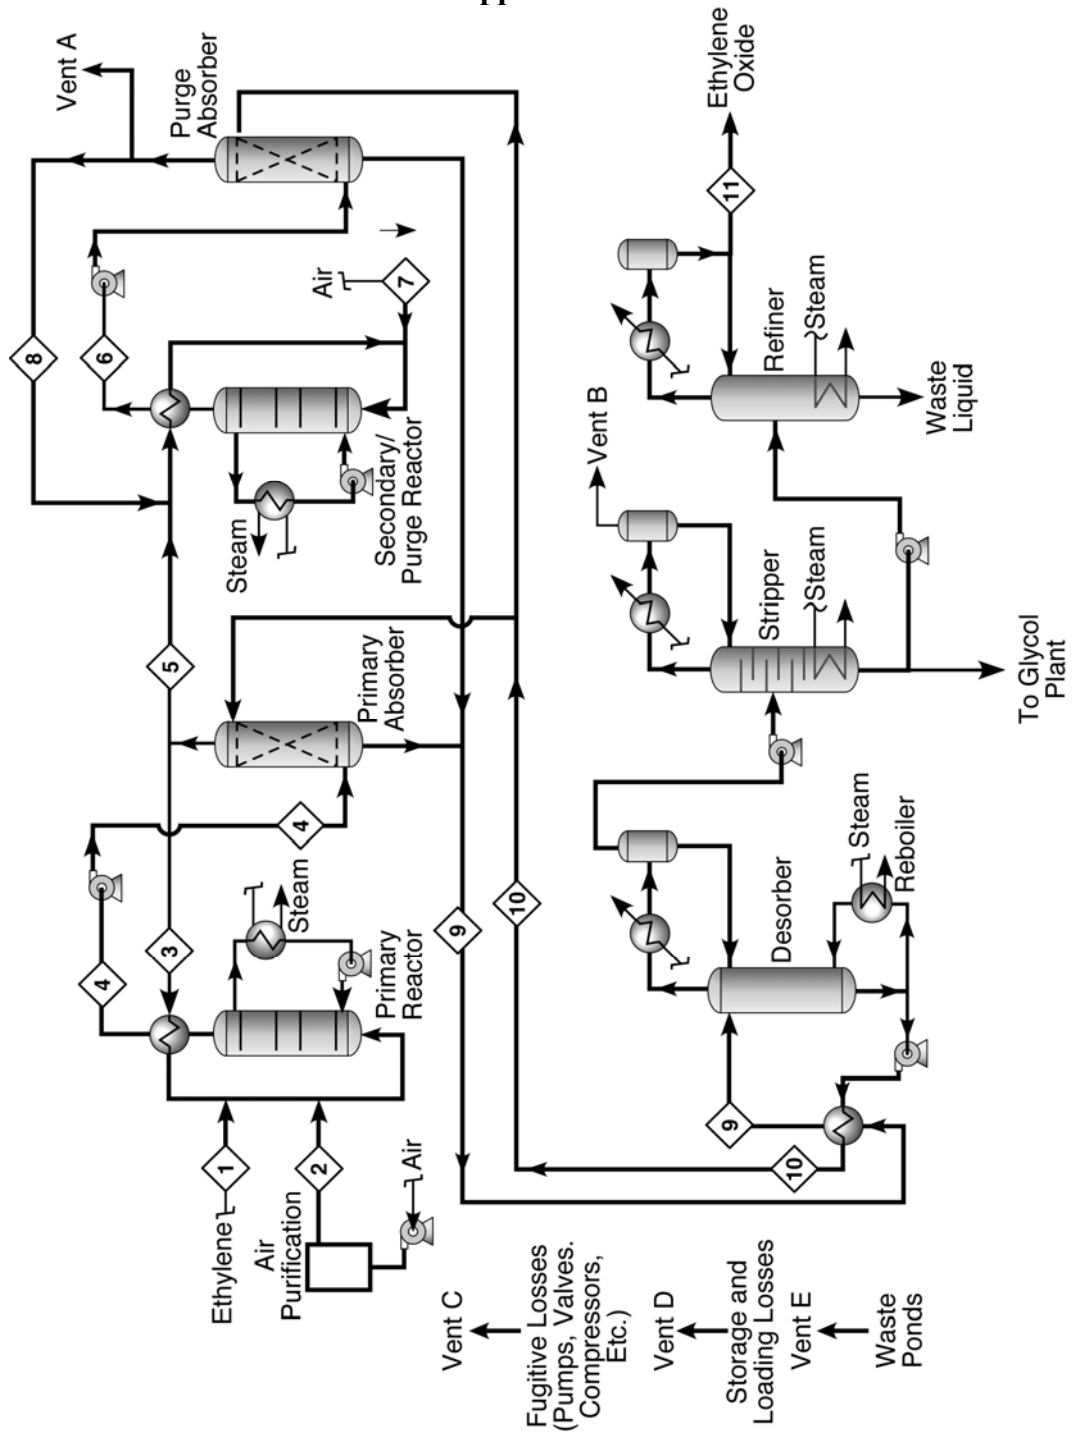 8
Vent A
4
6
3
5
Purge
Absorber
Ethylene
1
Steam
Air
Purification
2
Steam
4
Air
7
Primary
Reactor
Primary
Absorber
Secondary/
Purge Reactor
Air
9
10
Vent C
Fugitive Losses
(Pumps, Valves.
Compressors,
Etc.)
Vent D
Storage and
Loading Losses
Vent E
Waste
Ponds
9
10
Desorber
Steam
Reboiler
Vent B
Stripper
Steam
To Glycol
Plant
Ethylene
Oxide
11
Refiner
Steam
Waste
Liquid